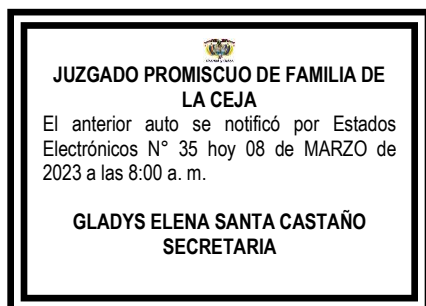 JUZGADO PROMISCUO DE FAMILIA DE
LA CEJA
El anterior auto se notificó por Estados
Electrónicos N° 35 hoy 08 de MARZO de
2023 a las 8:00 a. m.
GLADYS ELENA SANTA CASTAÑO
SECRETARIA